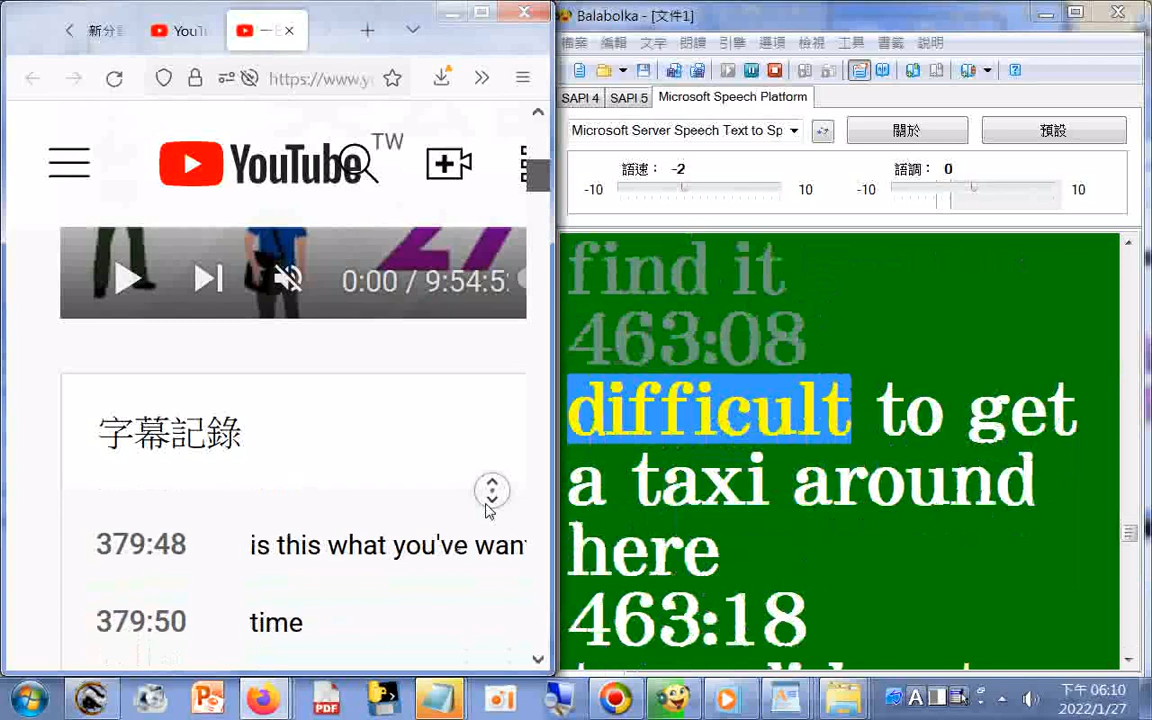 新分
YouT
一
Balabolka - [文件1]
檔案 編輯 文字 朗讀 引擎 選項 檢視 工具 書籤 說明
https://www.y
SAPI 4 SAPI 5 Microsoft Speech Platform
Microsoft Server Speech Text to Sp
關於 預設
語速： -2
-10 10
語調： 0
-10 10
YouTube TW
27
0:00 / 9:54:5
字幕記錄
379:48 is this what you've want
379:50 time
find it
463:08
difficult to get
a taxi around
here
463:18
PDF
A
下午 06:10
2022/1/27